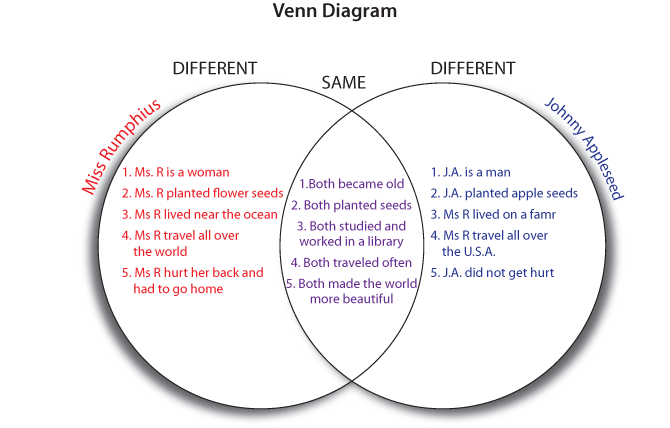 Venn Diagram
DIFFERENT
SAME
DIFFERENT
Miss Rumphius
1. Ms. R is a woman
2. Ms. R planted flower seeds
3. Ms R lived near the ocean
4. Ms R travel all over
the world
5. Ms R hurt her back and
had to go home
1.Both became old
2. Both planted seeds
3. Both studied and
worked in a library
4. Both traveled often
5. Both made the world
more beautiful
Johnny Appleseed
1. J.A. is a man
2. J.A. planted apple seeds
3. Ms R lived on a famr
4. Ms R travel all over
the U.S.A.
5. J.A. did not get hurt